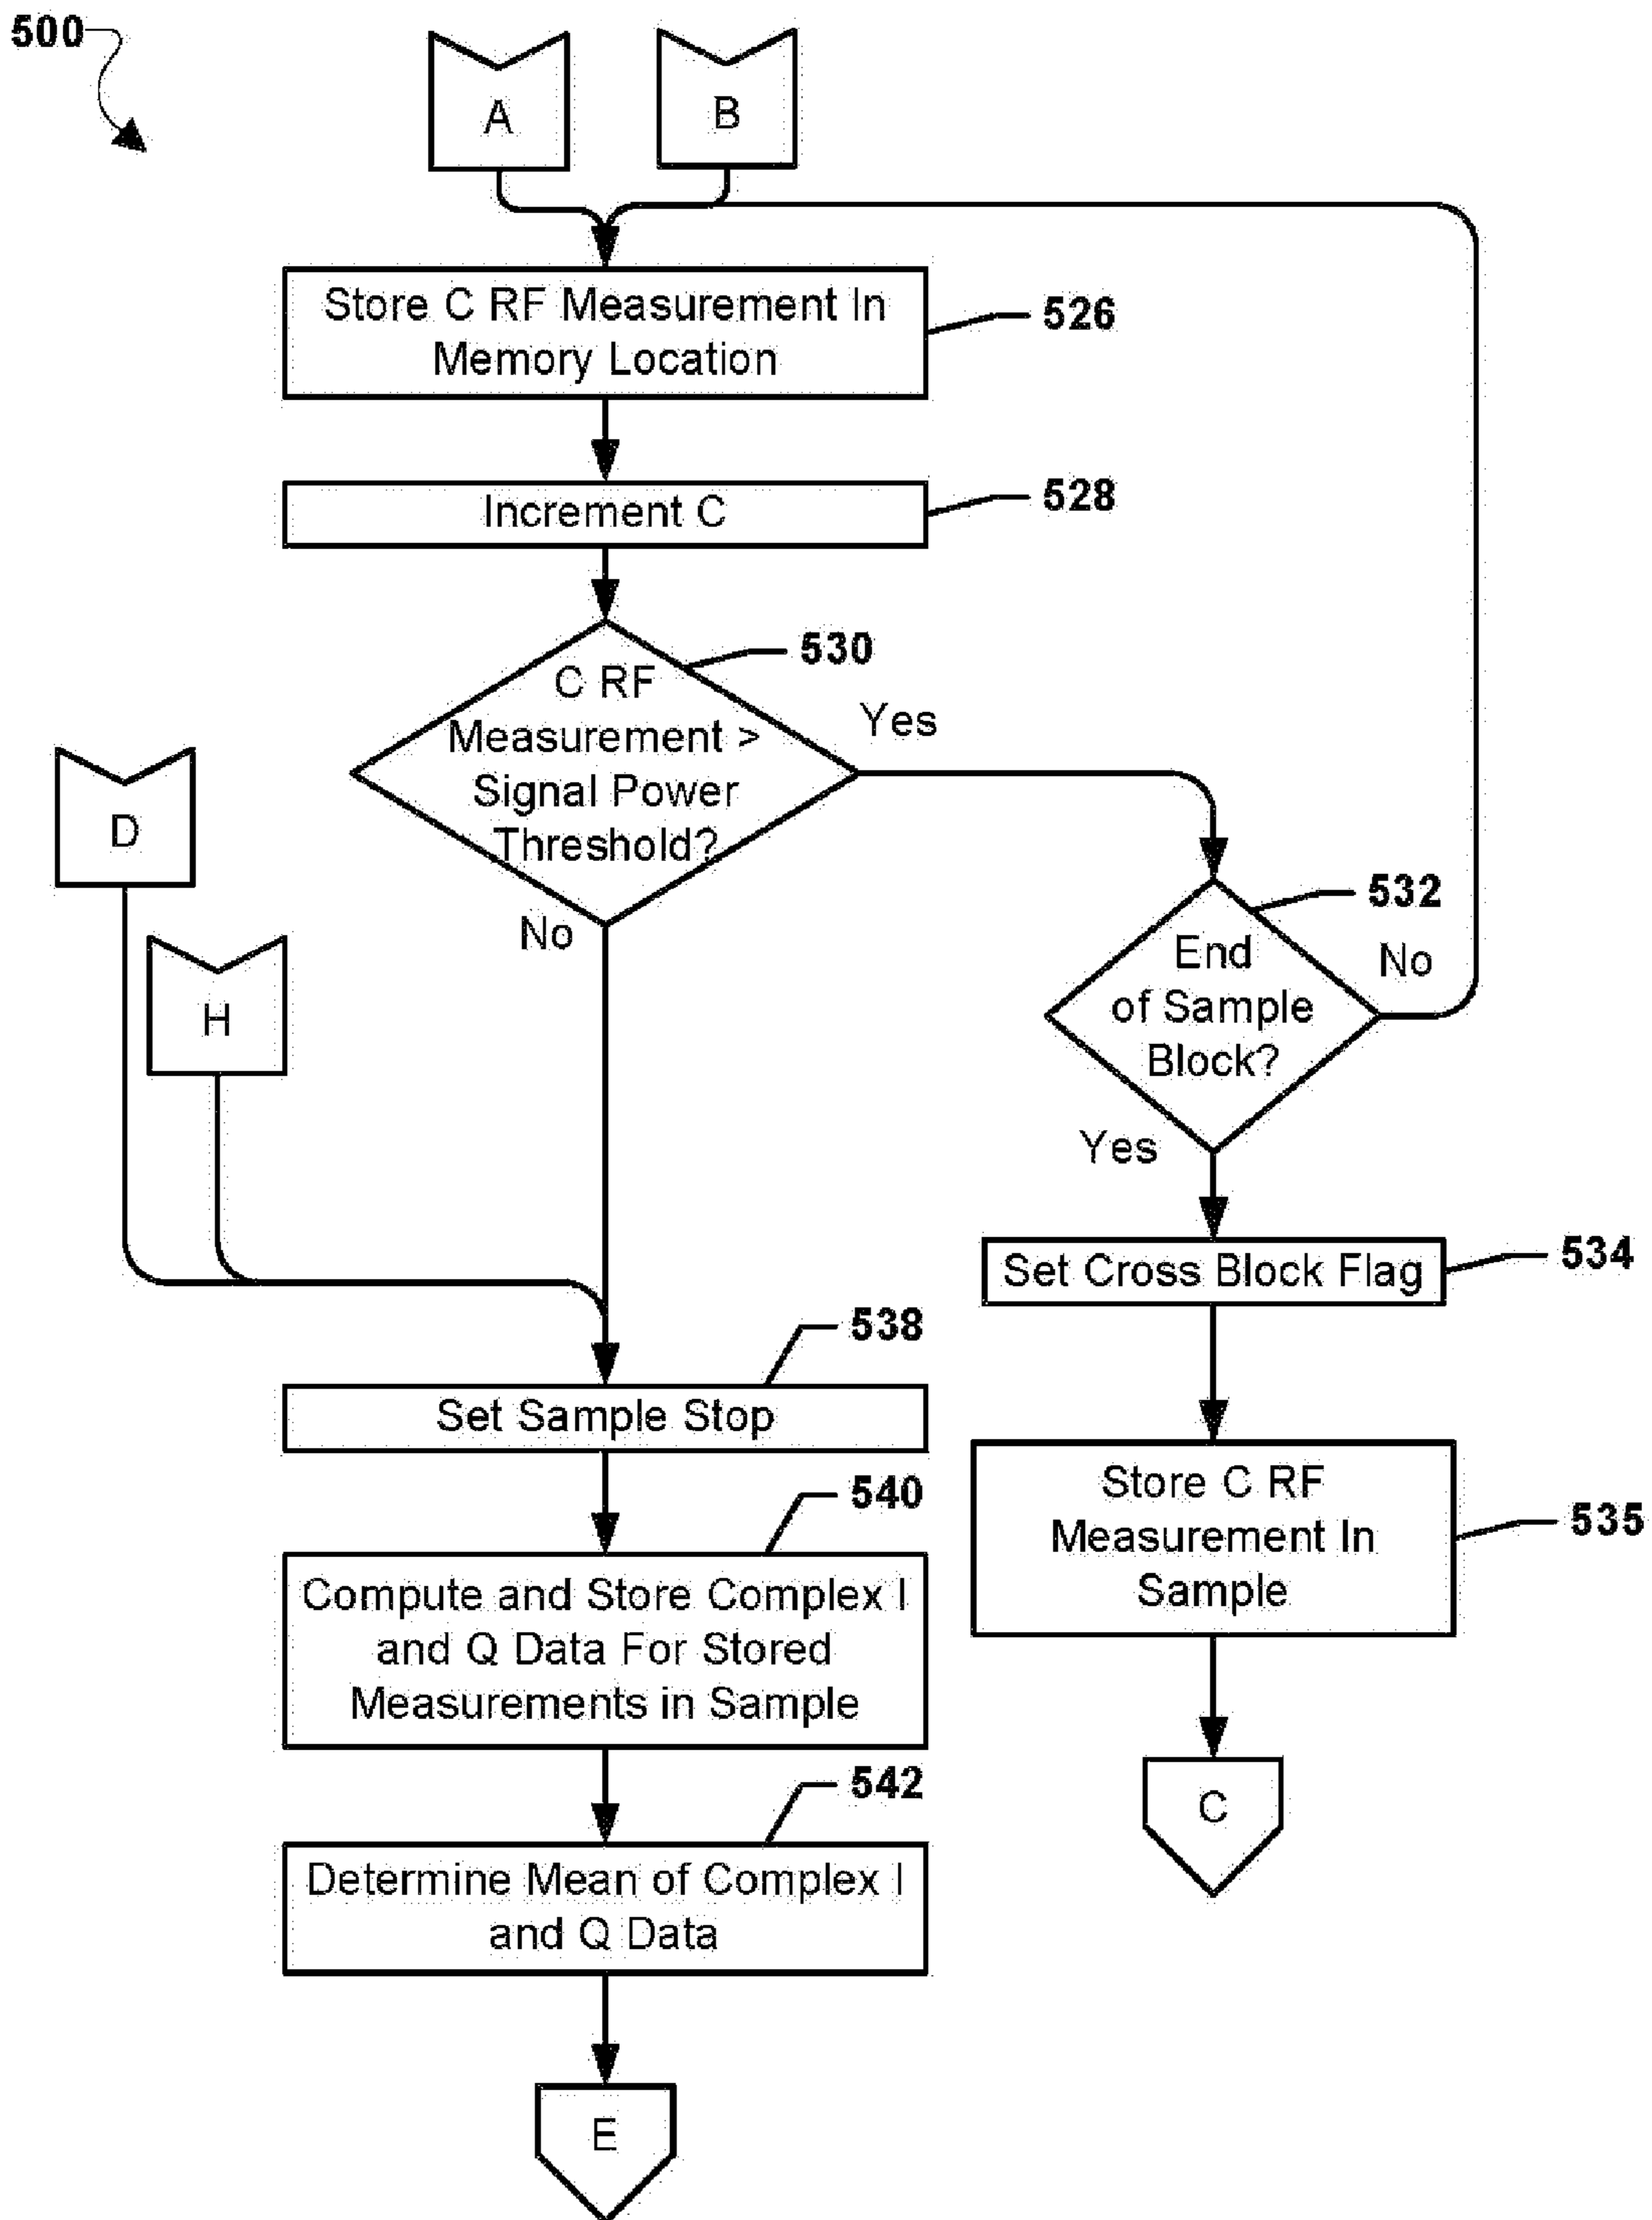 500
A
B
Store C RF Measurement In
Memory Location
526
Increment C
528
530
C RF
Measurement >
Signal Power
Threshold?
Yes
No
D
H
532
End
of Sample
Block?
No
Yes
Set Cross Block Flag
534
538
Set Sample Stop
Store C RF
Measurement In
Sample
535
540
Compute and Store Complex I
and Q Data For Stored
Measurements in Sample
542
Determine Mean of Complex I
and Q Data
C
E